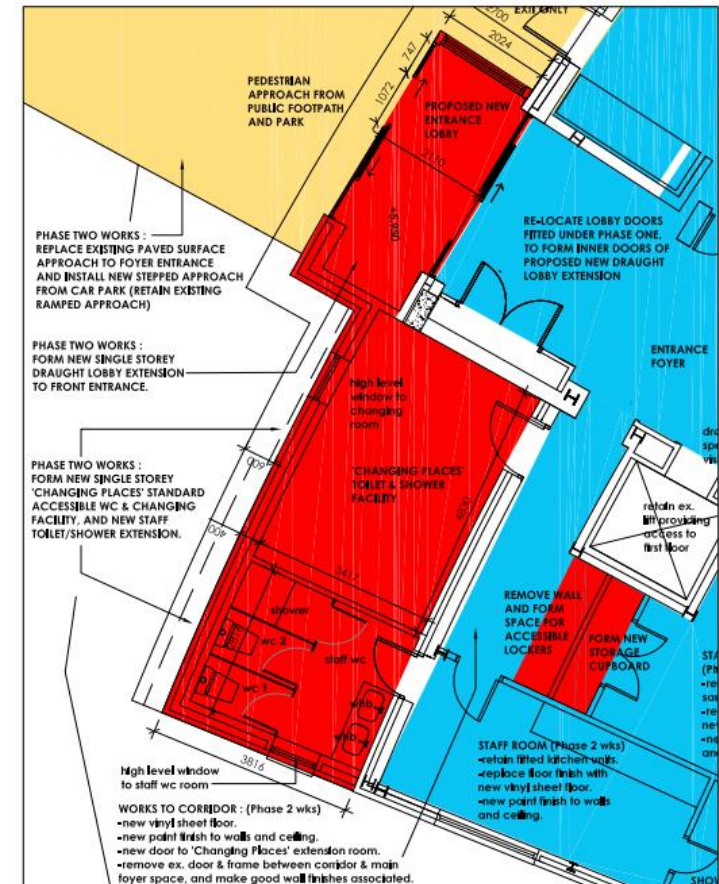 EXIT ONLY
2700
2024
747
1072
PEDESTRIAN
APPROACH FROM
PUBLIC FOOTPATH
AND PARK
PROPOSED NEW
ENTRANCE
LOBBY
2110
+5.950
RE-LOCATE LOBBY DOORS
FITTED UNDER PHASE ONE,
TO FORM INNER DOORS OF
PROPOSED NEW DRAUGHT
LOBBY EXTENSION
PHASE TWO WORKS :
REPLACE EXISTING PAVED SURFACE
APPROACH TO FOYER ENTRANCE
AND INSTALL NEW STEPPED APPROACH
FROM CAR PARK (RETAIN EXISTING
RAMPED APPROACH)
PHASE TWO WORKS :
FORM NEW SINGLE STOREY
DRAUGHT LOBBY EXTENSION
TO FRONT ENTRANCE.
ENTRANCE
FOYER
high level
window to
changing
room
PHASE TWO WORKS :
FORM NEW SINGLE STOREY
'CHANGING PLACES' STANDARD
ACCESSIBLE WC & CHANGING
FACILITY, AND NEW STAFF
TOILET/SHOWER EXTENSION.
600
400
'CHANGING PLACES'
TOILET & SHOWER
FACILITY
4830
3417
retain ex.
lift providing
access to
first floor
shower
wc 2
staff wc
wc 1
whb
whb
3816
REMOVE WALL
AND FORM
SPACE FOR
ACCESSIBLE
LOCKERS
FORM NEW
STORAGE
CUPBOARD
high level window
to staff wc room
STAFF ROOM (Phase 2 wks)
-retain fitted kitchen units.
-replace floor finish with
new vinyl sheet floor.
-new paint finish to walls
and ceiling.
WORKS TO CORRIDOR : (Phase 2 wks)
-new vinyl sheet floor.
-new paint finish to walls and ceiling.
-new door to 'Changing Places' extension room.
-remove ex. door & frame between corridor & main
foyer space, and make good wall finishes associated.